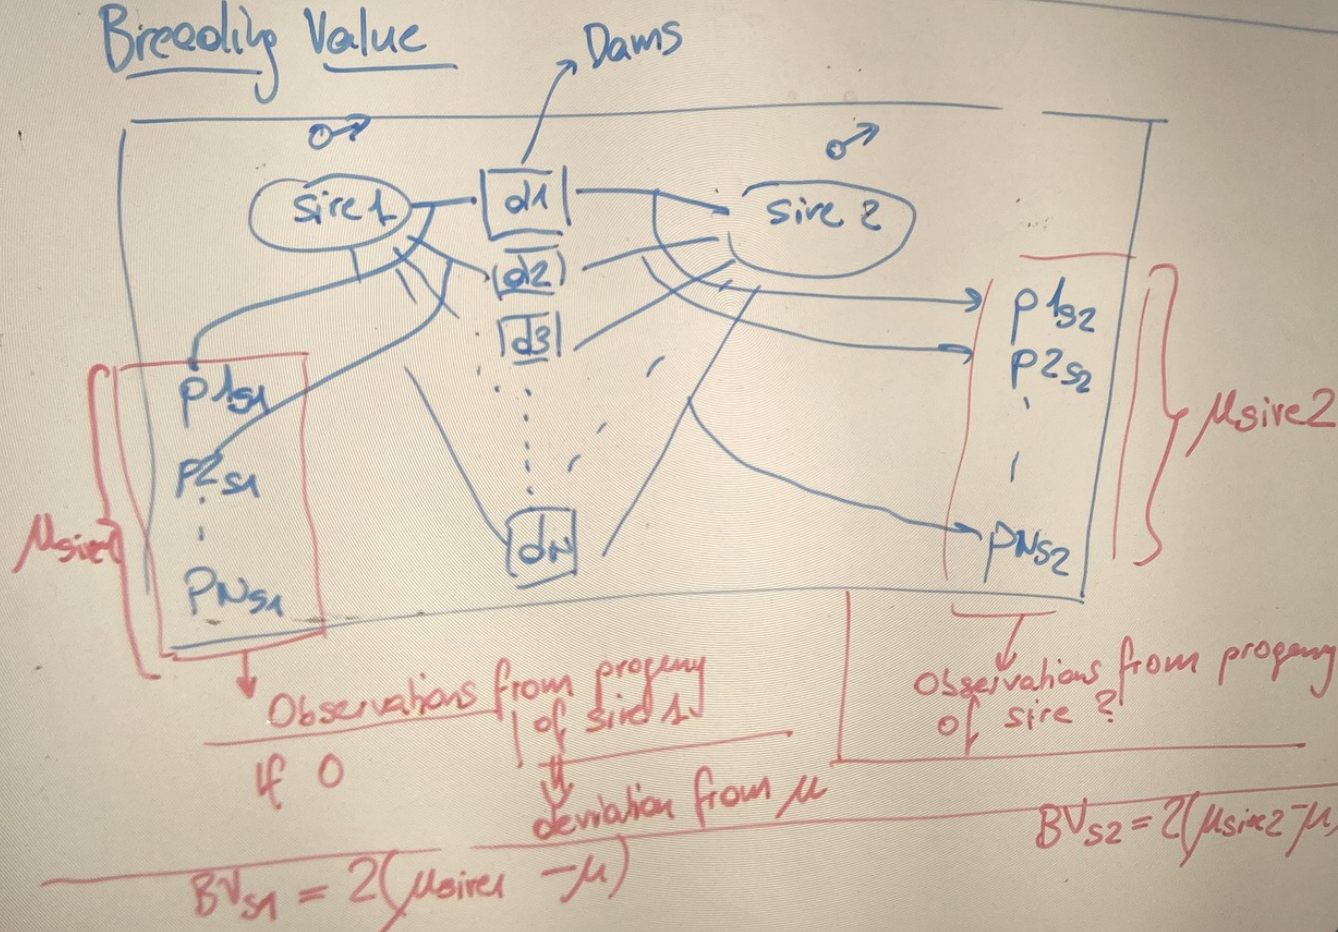 Breeding Value
Dams
sire 1
d1
sire 2
d2
d3
dN
p1s1
p2s1
pNs1
μsire1
p1s2
p2s2
pNs2
μsire2
Observations from progeny
of sire 1
If 0
deviation from μ
BVs1 = 2(μsire1 - μ)
Observations from progeny
of sire 2
BVs2 = 2(μsire2 - μ